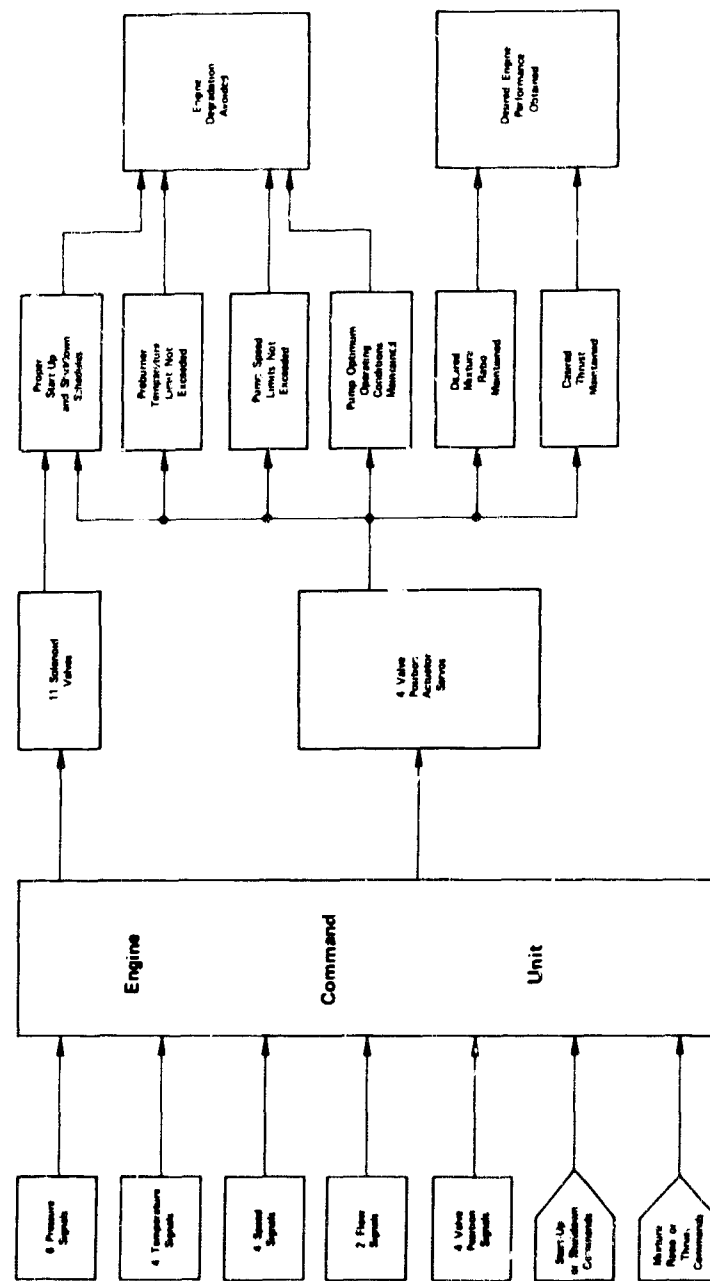 6 Pressure
Signals
4 Temperature
Signals
4 Speed
Signals
2 Flow
Signals
4 Valve
Position
Signals
Start-Up
or Shutdown
Commands
Mixture
Ratio or
Thrust
Commands
Engine
Command
Unit
11 Solenoid
Valves
4 Valve
Position
Actuator
Servos
Proper
Start Up
and Shutdown
Schedules
Preburner
Temperature
Limit Not
Exceeded
Pump Speed
Limits Not
Exceeded
Pump Optimum
Operating
Conditions
Maintained
Desired
Mixture
Ratio
Maintained
Desired
Thrust
Maintained
Engine
Degradation
Avoided
Desired Engine
Performance
Obtained